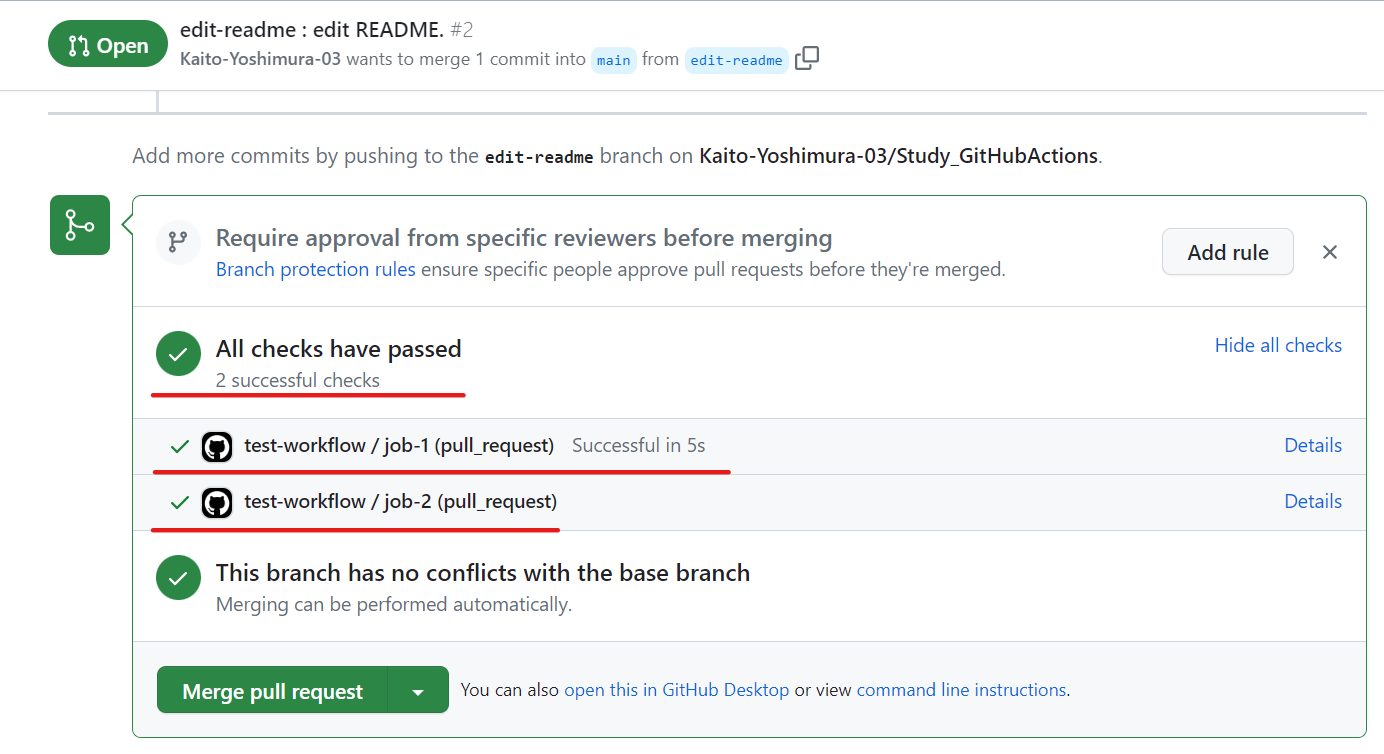 Open
edit-readme : edit README. #2
Kaito-Yoshimura-03 wants to merge 1 commit into main from edit-readme
Add more commits by pushing to the edit-readme branch on Kaito-Yoshimura-03/Study_GitHubActions.
Require approval from specific reviewers before merging
Branch protection rules ensure specific people approve pull requests before they're merged.
Add rule
All checks have passed
2 successful checks
Hide all checks
test-workflow / job-1 (pull_request) Successful in 5s
Details
test-workflow / job-2 (pull_request)
Details
This branch has no conflicts with the base branch
Merging can be performed automatically.
Merge pull request
You can also open this in GitHub Desktop or view command line instructions.